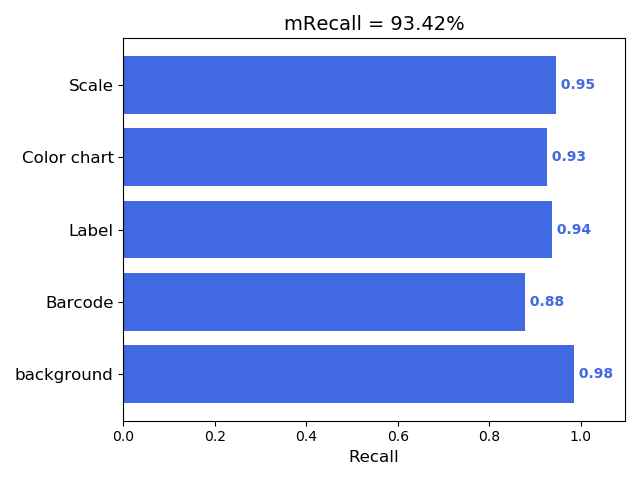 mRecall = 93.42%
Scale
0.95
Color chart
0.93
Label
0.94
Barcode
0.88
background
0.98
0.0 0.2 0.4 0.6 0.8 1.0
Recall